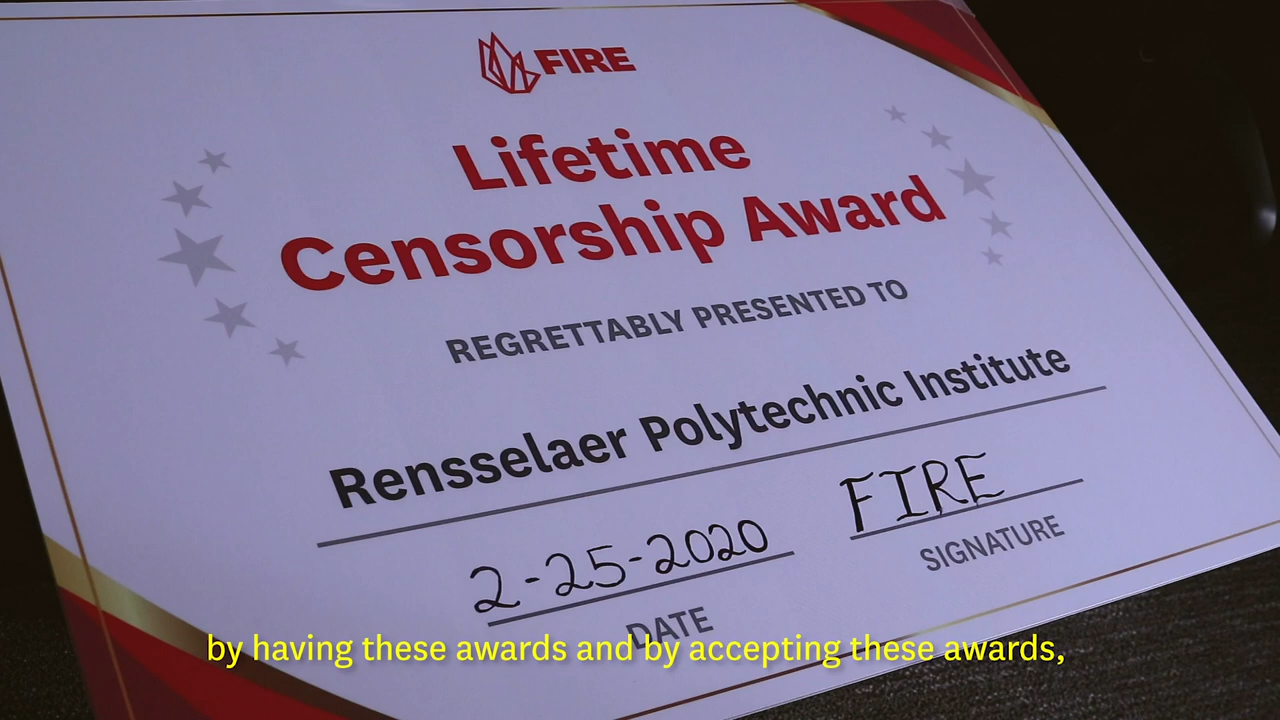 FIRE
Lifetime
Censorship Award
REGRETTABLY PRESENTED TO
Rensselaer Polytechnic Institute
2-25-2020
FIRE
DATE
SIGNATURE
by having these awards and by accepting these awards,